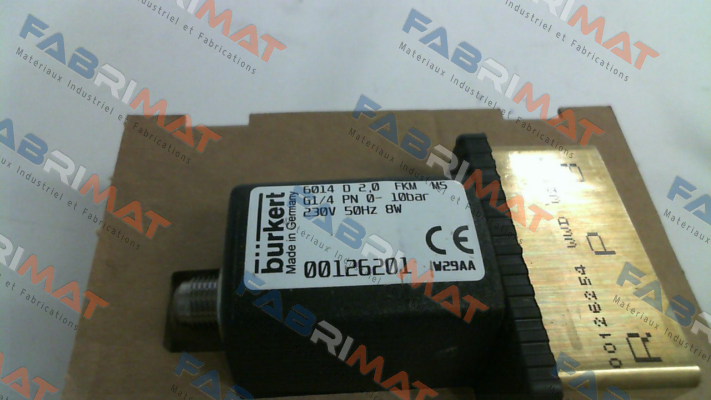 FABRIMAT
Matériaux Industriel et Fabrications
bürkert
Made in Germany
6014 D 2,0 FKM MS
G1/4 PN 0- 10bar
230V 50Hz 8W
00126201
CE
W29AA
00126254
P
R